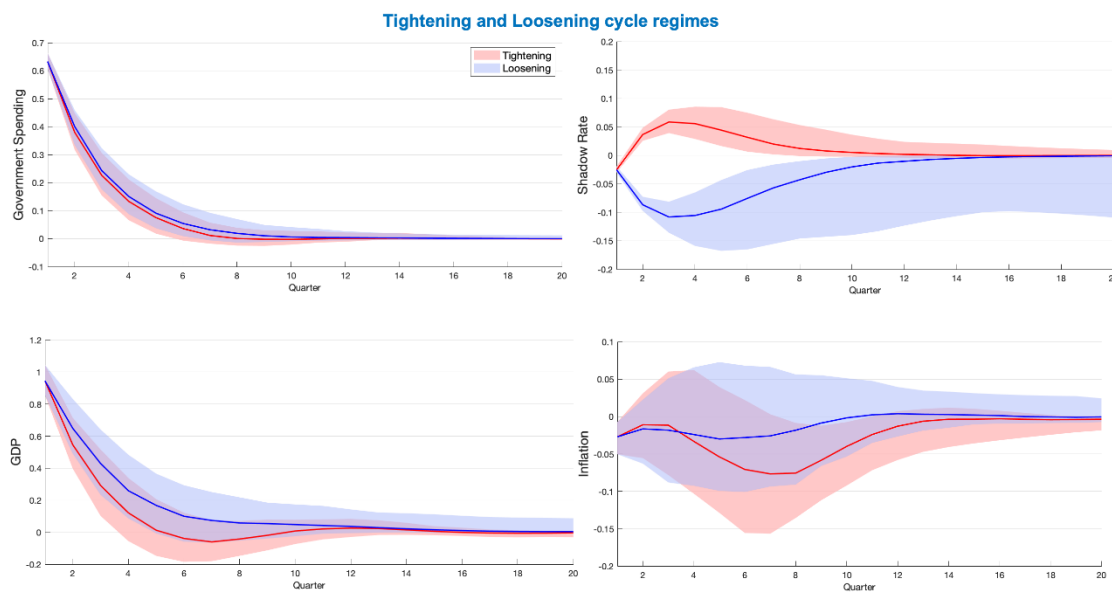 Tightening and Loosening cycle regimes
Government Spending
0.7
0.6
0.5
0.4
0.3
0.2
0.1
0
-0.1
2 4 6 8 10 12 14 16 18 20
Quarter
Tightening
Loosening
Shadow Rate
0.2
0.15
0.1
0.05
0
-0.05
-0.1
-0.15
-0.2
2 4 6 8 10 12 14 16 18 2
Quarter
GDP
1.2
1
0.8
0.6
0.4
0.2
0
-0.2
2 4 6 8 10 12 14 16 18 20
Quarter
Inflation
0.1
0.05
0
-0.05
-0.1
-0.15
-0.2
2 4 6 8 10 12 14 16 18 20
Quarter